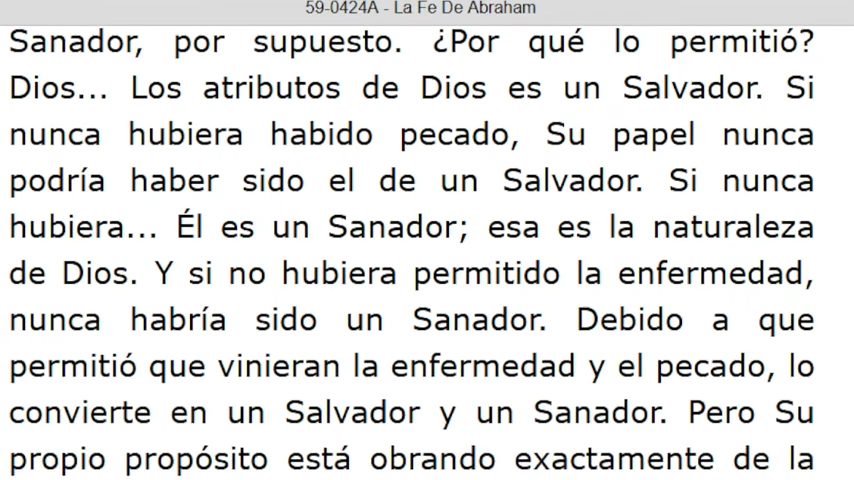 59-0424A - La Fe De Abraham
Sanador, por supuesto. ¿Por qué lo permitió?
Dios... Los atributos de Dios es un Salvador. Si
nunca hubiera habido pecado, Su papel nunca
podría haber sido el de un Salvador. Si nunca
hubiera... Él es un Sanador; esa es la naturaleza
de Dios. Y si no hubiera permitido la enfermedad,
nunca habría sido un Sanador. Debido a que
permitió que vinieran la enfermedad y el pecado, lo
convierte en un Salvador y un Sanador. Pero Su
propio propósito está obrando exactamente de la